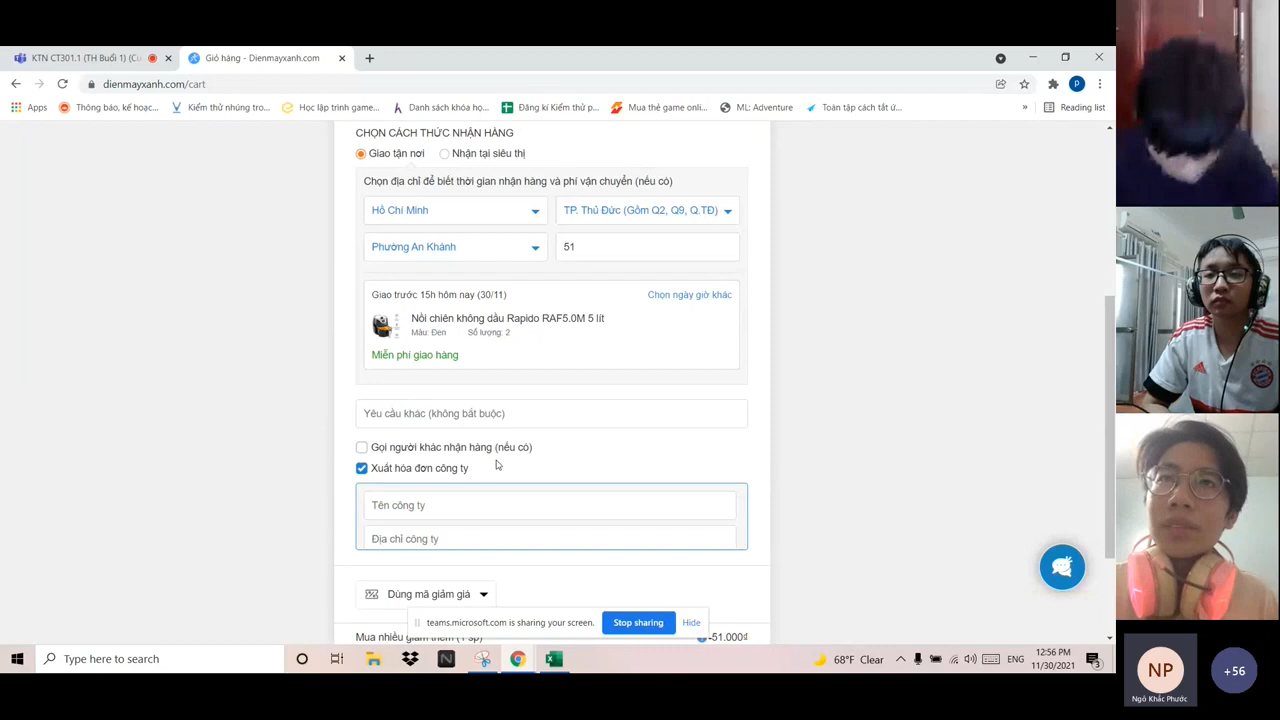 KTN CT301.1 (TH Buổi 1) (Cu
Giỏ hàng - Dienmayxanh.com
dienmayxanh.com/cart
Apps
Thông báo, kế hoạc...
Kiểm thử nhúng tro...
Học lập trình game...
Danh sách khóa họ...
Đăng kí Kiểm thử p...
Mua thẻ game onlin...
ML: Adventure
Toàn tập cách tất ứ...
»
Reading list
CHỌN CÁCH THỨC NHẬN HÀNG
Giao tận nơi
Nhận tại siêu thị
Chọn địa chỉ để biết thời gian nhận hàng và phí vận chuyển (nếu có)
Hồ Chí Minh
TP. Thủ Đức (Gồm Q2, Q9, Q.TĐ)
Phường An Khánh
51
Giao trước 15h hôm nay (30/11)
Chọn ngày giờ khác
Nồi chiên không dầu Rapido RAF5.0M 5 lít
Màu: Đen
Số lượng: 2
Miễn phí giao hàng
Yêu cầu khác (không bắt buộc)
Gọi người khác nhận hàng (nếu có)
Xuất hóa đơn công ty
Tên công ty
Địa chỉ công ty
Dùng mã giảm giá
teams.microsoft.com is sharing your screen.
Stop sharing
Hide
Mua nhiều giảm thêm (1 sp)
-51.000₫
Type here to search
68°F Clear
ENG
12:56 PM
11/30/2021
3
NP
Ngô Khắc Phước
+56